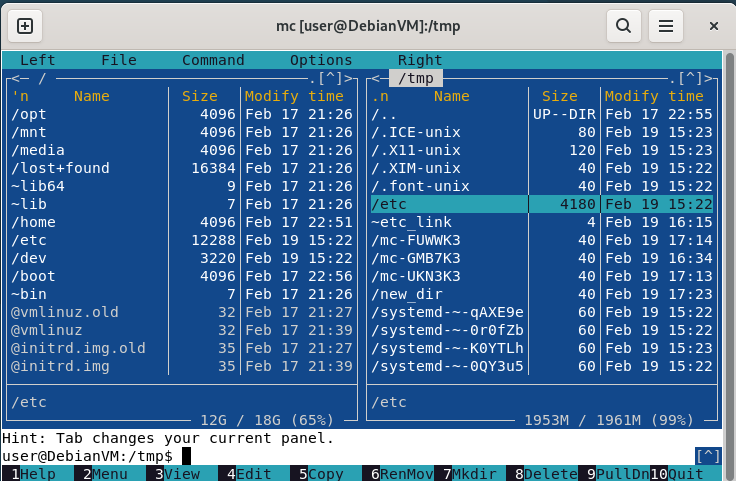 mc [user@DebianVM]:/tmp
Left File Command Options Right
<— / .[^]> <— /tmp .[^]>
'n Name Size Modify time .n Name Size Modify time
/opt 4096 Feb 17 21:26 /.. UP--DIR Feb 17 22:55
/mnt 4096 Feb 17 21:26 /.ICE-unix 80 Feb 19 15:23
/media 4096 Feb 17 21:26 /.X11-unix 120 Feb 19 15:23
/lost+found 16384 Feb 17 21:26 /.XIM-unix 40 Feb 19 15:22
~lib64 9 Feb 17 21:26 /.font-unix 40 Feb 19 15:22
~lib 7 Feb 17 21:26 /etc 4180 Feb 19 15:22
/home 4096 Feb 17 22:51 ~etc_link 4 Feb 19 16:15
/etc 12288 Feb 19 15:22 /mc-FUWWK3 40 Feb 19 17:14
/dev 3220 Feb 19 15:22 /mc-GMB7K3 40 Feb 19 16:34
/boot 4096 Feb 17 22:56 /mc-UKN3K3 40 Feb 19 17:13
~bin 7 Feb 17 21:26 /new_dir 40 Feb 19 17:23
@vmlinuz.old 32 Feb 17 21:27 /systemd-~-qAXE9e 60 Feb 19 15:22
@vmlinuz 32 Feb 17 21:39 /systemd-~-0r0fZb 60 Feb 19 15:22
@initrd.img.old 35 Feb 17 21:27 /systemd-~-K0YTLh 60 Feb 19 15:23
@initrd.img 35 Feb 17 21:39 /systemd-~-0QY3u5 60 Feb 19 15:22
/etc /etc
12G / 18G (65%) 1953M / 1961M (99%)
Hint: Tab changes your current panel.
user@DebianVM:/tmp$ [^]
1Help 2Menu 3View 4Edit 5Copy 6RenMov 7Mkdir 8Delete 9PullDn 10Quit